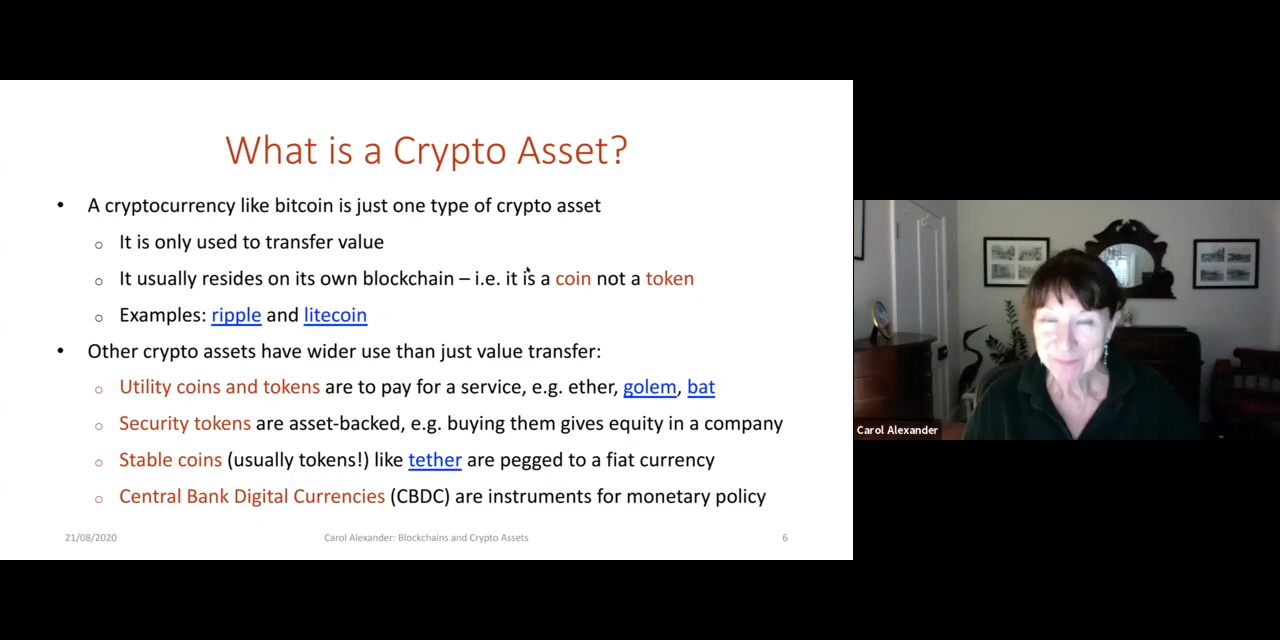 What is a Crypto Asset?
• A cryptocurrency like bitcoin is just one type of crypto asset
o It is only used to transfer value
o It usually resides on its own blockchain – i.e. it is a coin not a token
o Examples: ripple and litecoin
• Other crypto assets have wider use than just value transfer:
o Utility coins and tokens are to pay for a service, e.g. ether, golem, bat
o Security tokens are asset-backed, e.g. buying them gives equity in a company
o Stable coins (usually tokens!) like tether are pegged to a fiat currency
o Central Bank Digital Currencies (CBDC) are instruments for monetary policy
21/08/2020 Carol Alexander: Blockchains and Crypto Assets 6
Carol Alexander